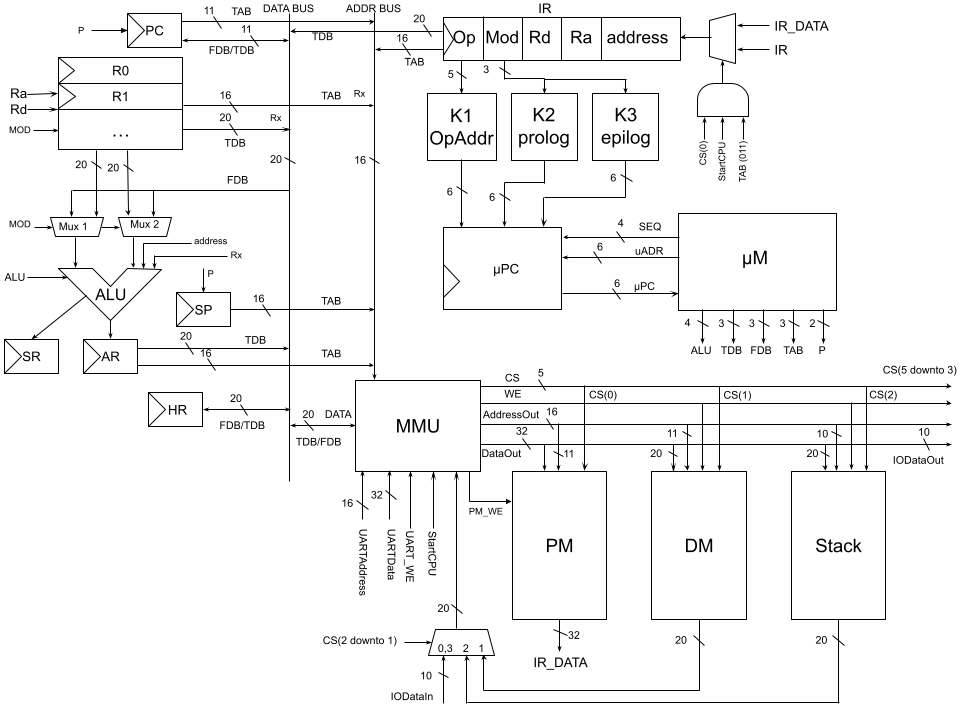 11 TAB DATA BUS ADDR BUS 20 IR
P PC 11 FDB/TDB TDB 16 TAB
Op Mod Rd Ra address
IR_DATA
IR
R0
Ra R1 16 TAB Rx
Rd
MOD ... 20 Rx TDB
5 3
K1 OpAddr
K2 prolog
K3 epilog
CS(0) StartCPU TAB (011)
20 20 20 16
FDB
6 6 6
MOD Mux 1 Mux 2
address
Rx
ALU ALU
P
SP 16 TAB
µPC
4 SEQ
6 uADR
6 µPC
µM
4 3 3 3 2
ALU TDB FDB TAB P
SR AR
20 TDB
16 TAB
HR 20 FDB/TDB
20 DATA
TDB/FDB
MMU
CS 5 CS(5 downto 3)
WE CS(0) CS(1) CS(2)
AddressOut 16 11 10 10
32
DataOut 11 20 20 IODataOut
16 32
UARTAddress UARTData UART_WE StartCPU
PM_WE
PM DM Stack
20
CS(2 downto 1) 0,3 2 1
32 20 20
IR_DATA
10
IODataIn